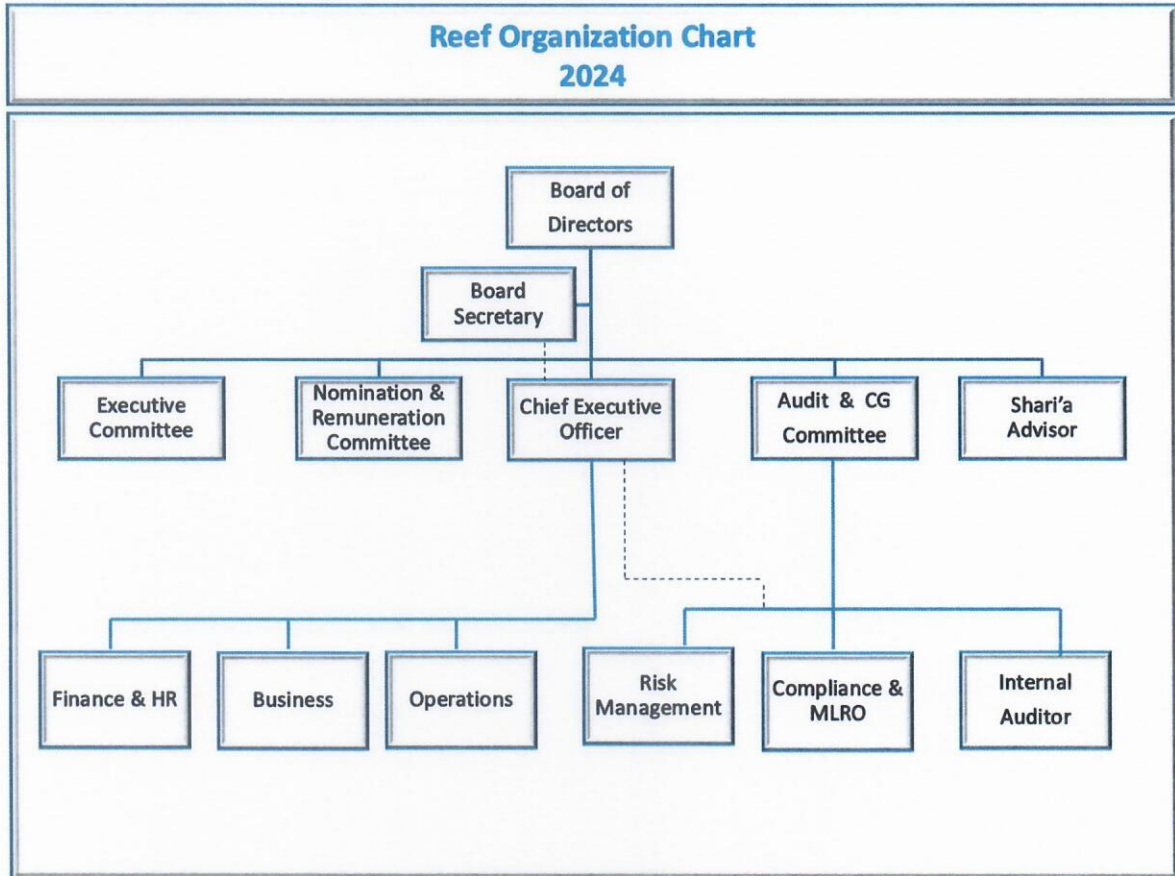 Reef Organization Chart
2024
Board of
Directors
Board
Secretary
Executive
Committee
Nomination &
Remuneration
Committee
Chief Executive
Officer
Audit & CG
Committee
Shari'a
Advisor
Finance & HR
Business
Operations
Risk
Management
Compliance &
MLRO
Internal
Auditor